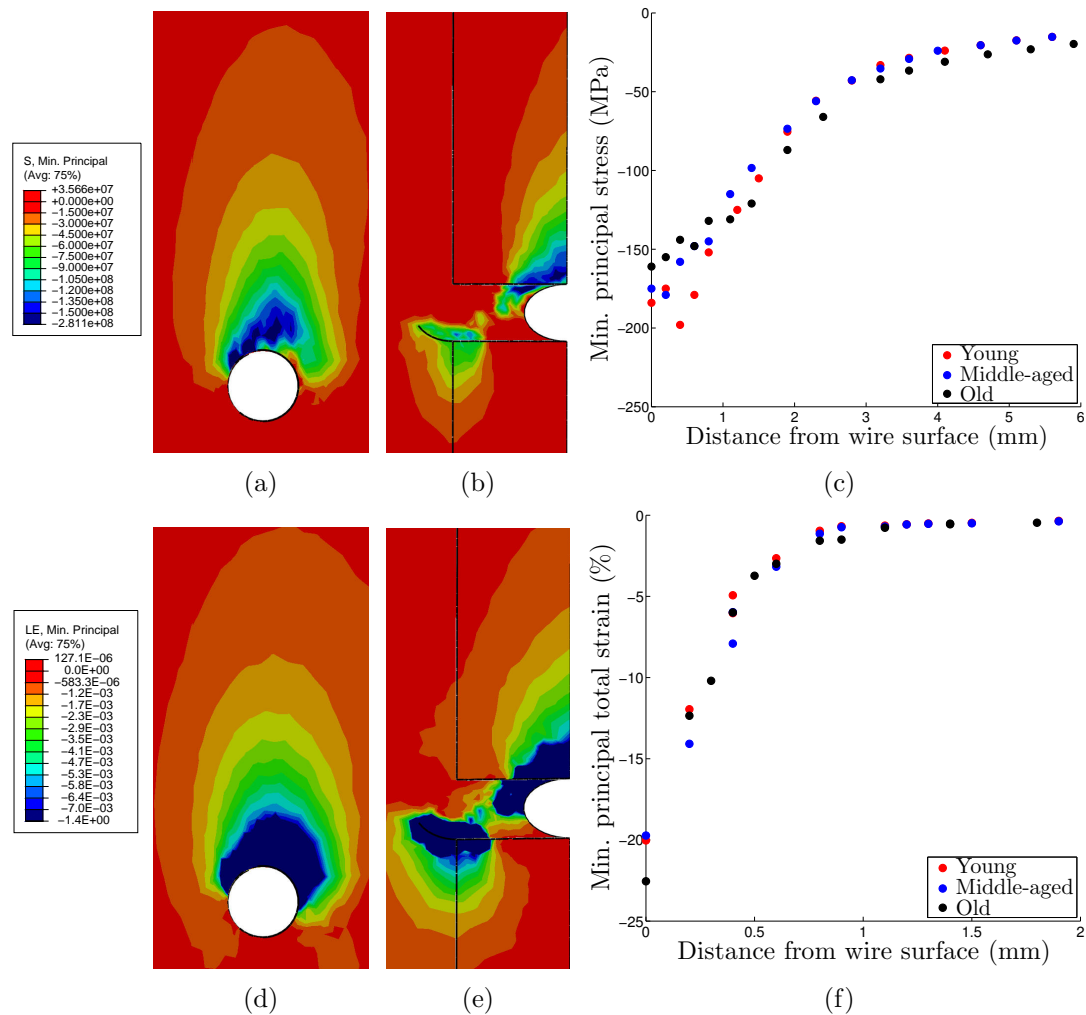 S, Min. Principal
(Avg: 75%)
+3.566e+07
+0.000e+00
−1.500e+07
−3.000e+07
−4.500e+07
−6.000e+07
−7.500e+07
−9.000e+07
−1.050e+08
−1.200e+08
−1.350e+08
−1.500e+08
−2.811e+08
(a)
(b)
Min. principal stress (MPa)
0
-50
-100
-150
-200
-250
0 1 2 3 4 5 6
Young
Middle-aged
Old
Distance from wire surface (mm)
(c)
LE, Min. Principal
(Avg: 75%)
127.1E−06
0.0E+00
−583.3E−06
−1.2E−03
−1.7E−03
−2.3E−03
−2.9E−03
−3.5E−03
−4.1E−03
−4.7E−03
−5.3E−03
−5.8E−03
−6.4E−03
−7.0E−03
−1.4E+00
(d)
(e)
Min. principal total strain (%)
0
-5
-10
-15
-20
-25
0 0.5 1 1.5 2
Young
Middle-aged
Old
Distance from wire surface (mm)
(f)